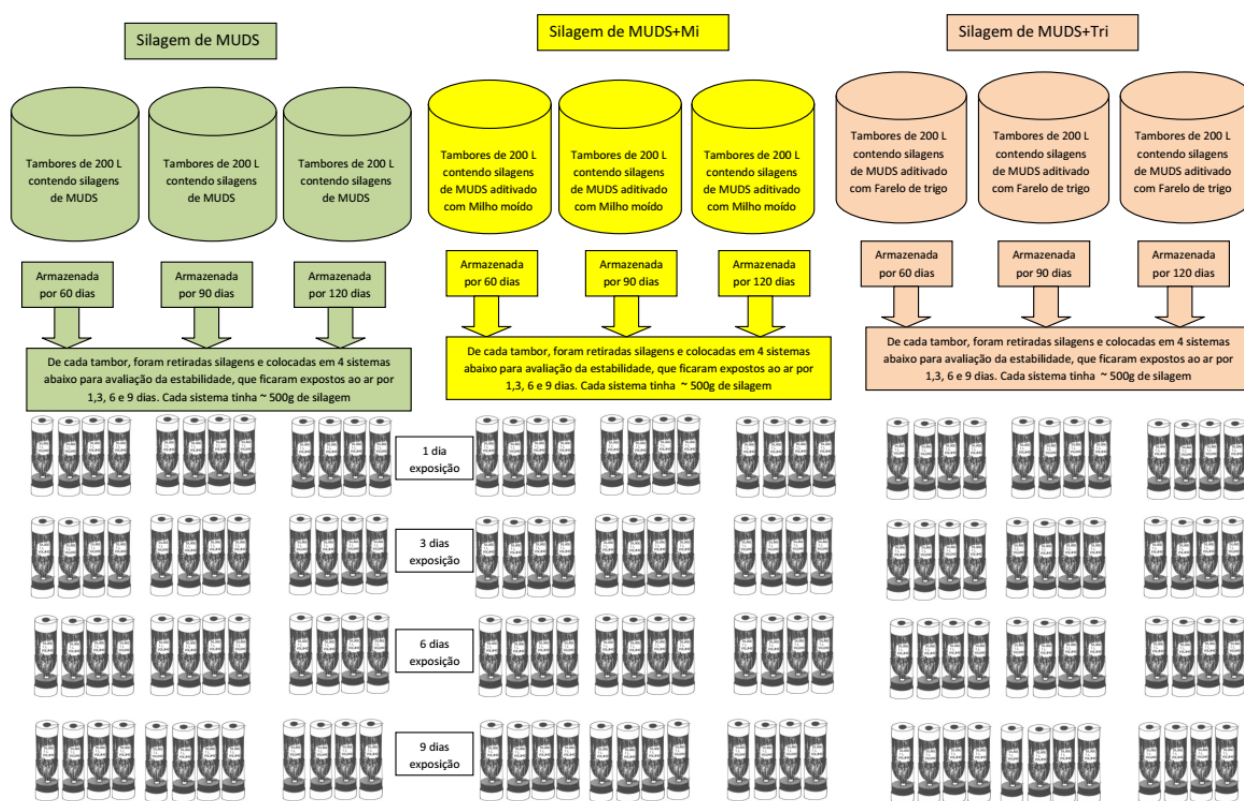 Silagem de MUDS
Silagem de MUDS+Mi
Silagem de MUDS+Tri
Tambores de 200 L
contendo silagens
de MUDS
Tambores de 200 L
contendo silagens
de MUDS
Tambores de 200 L
contendo silagens
de MUDS
Tambores de 200 L
contendo silagens
de MUDS aditivado
com Milho moído
Tambores de 200 L
contendo silagens
de MUDS aditivado
com Milho moído
Tambores de 200 L
contendo silagens
de MUDS aditivado
com Milho moído
Tambores de 200 L
contendo silagens
de MUDS aditivado
com Farelo de trigo
Tambores de 200 L
contendo silagens
de MUDS aditivado
com Farelo de trigo
Tambores de 200 L
contendo silagens
de MUDS aditivado
com Farelo de trigo
Armazenada
por 60 dias
Armazenada
por 90 dias
Armazenada
por 120 dias
Armazenada
por 60 dias
Armazenada
por 90 dias
Armazenada
por 120 dias
Armazenada
por 60 dias
Armazenada
por 90 dias
Armazenada
por 120 dias
De cada tambor, foram retiradas silagens e colocadas em 4 sistemas
abaixo para avaliação da estabilidade, que ficaram expostos ao ar por
1,3, 6 e 9 dias. Cada sistema tinha ~ 500g de silagem
De cada tambor, foram retiradas silagens e colocadas em 4 sistemas
abaixo para avaliação da estabilidade, que ficaram expostos ao ar por
1,3, 6 e 9 dias. Cada sistema tinha ~ 500g de silagem
De cada tambor, foram retiradas silagens e colocadas em 4 sistemas
abaixo para avaliação da estabilidade, que ficaram expostos ao ar por
1,3, 6 e 9 dias. Cada sistema tinha ~ 500g de silagem
1 dia
exposição
3 dias
exposição
6 dias
exposição
9 dias
exposição